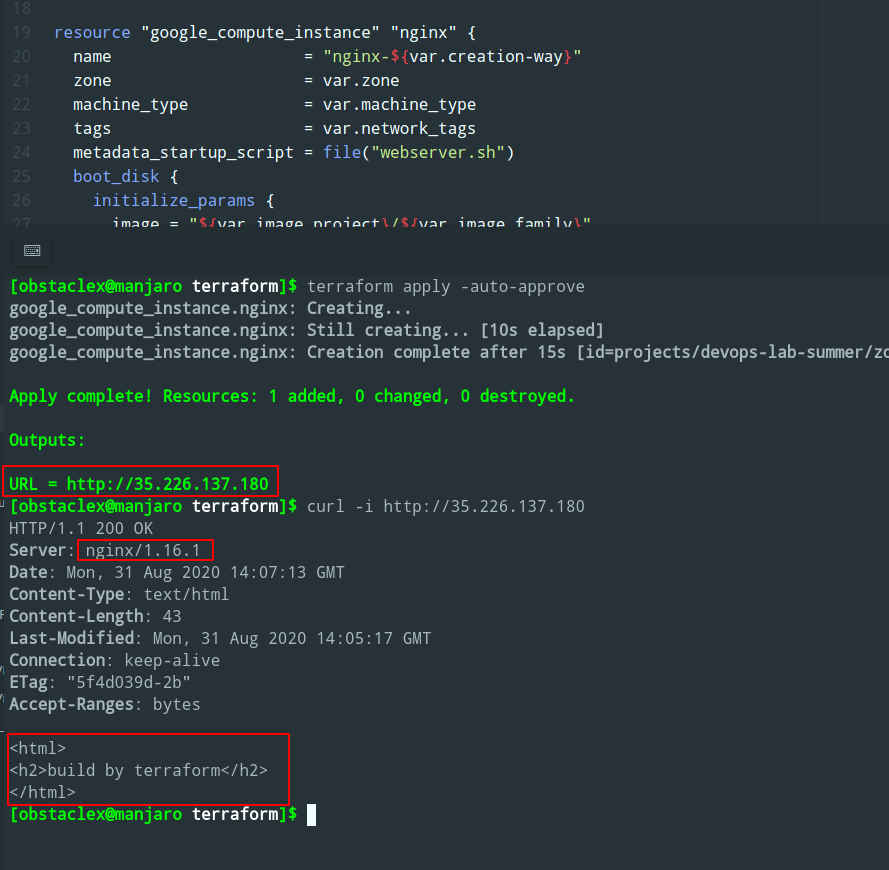 18
19 resource "google_compute_instance" "nginx" {
20 name = "nginx-${var.creation-way}"
21 zone = var.zone
22 machine_type = var.machine_type
23 tags = var.network_tags
24 metadata_startup_script = file("webserver.sh")
25 boot_disk {
26 initialize_params {
27 image = "${var.image_project}/${var.image_family}"
[obstaclex@manjaro terraform]$ terraform apply -auto-approve
google_compute_instance.nginx: Creating...
google_compute_instance.nginx: Still creating... [10s elapsed]
google_compute_instance.nginx: Creation complete after 15s [id=projects/devops-lab-summer/zo
Apply complete! Resources: 1 added, 0 changed, 0 destroyed.
Outputs:
URL = http://35.226.137.180
[obstaclex@manjaro terraform]$ curl -i http://35.226.137.180
HTTP/1.1 200 OK
Server: nginx/1.16.1
Date: Mon, 31 Aug 2020 14:07:13 GMT
Content-Type: text/html
Content-Length: 43
Last-Modified: Mon, 31 Aug 2020 14:05:17 GMT
Connection: keep-alive
ETag: "5f4d039d-2b"
Accept-Ranges: bytes
<html>
<h2>build by terraform</h2>
</html>
[obstaclex@manjaro terraform]$